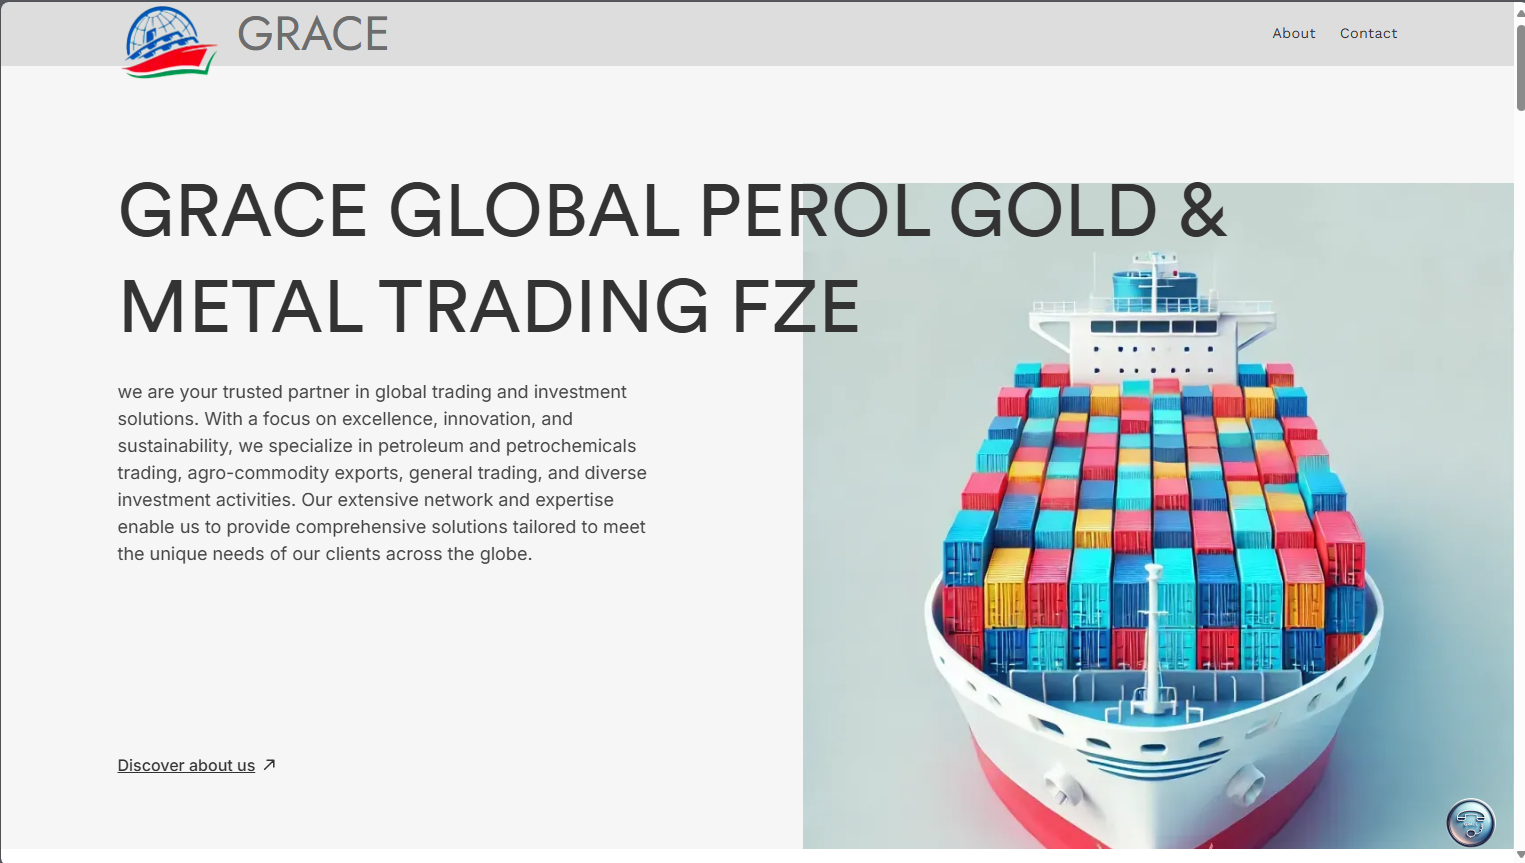 GRACE
About
Contact
GRACE GLOBAL PEROL GOLD &
METAL TRADING FZE
we are your trusted partner in global trading and investment
solutions. With a focus on excellence, innovation, and
sustainability, we specialize in petroleum and petrochemicals
trading, agro-commodity exports, general trading, and diverse
investment activities. Our extensive network and expertise
enable us to provide comprehensive solutions tailored to meet
the unique needs of our clients across the globe.
Discover about us ↗